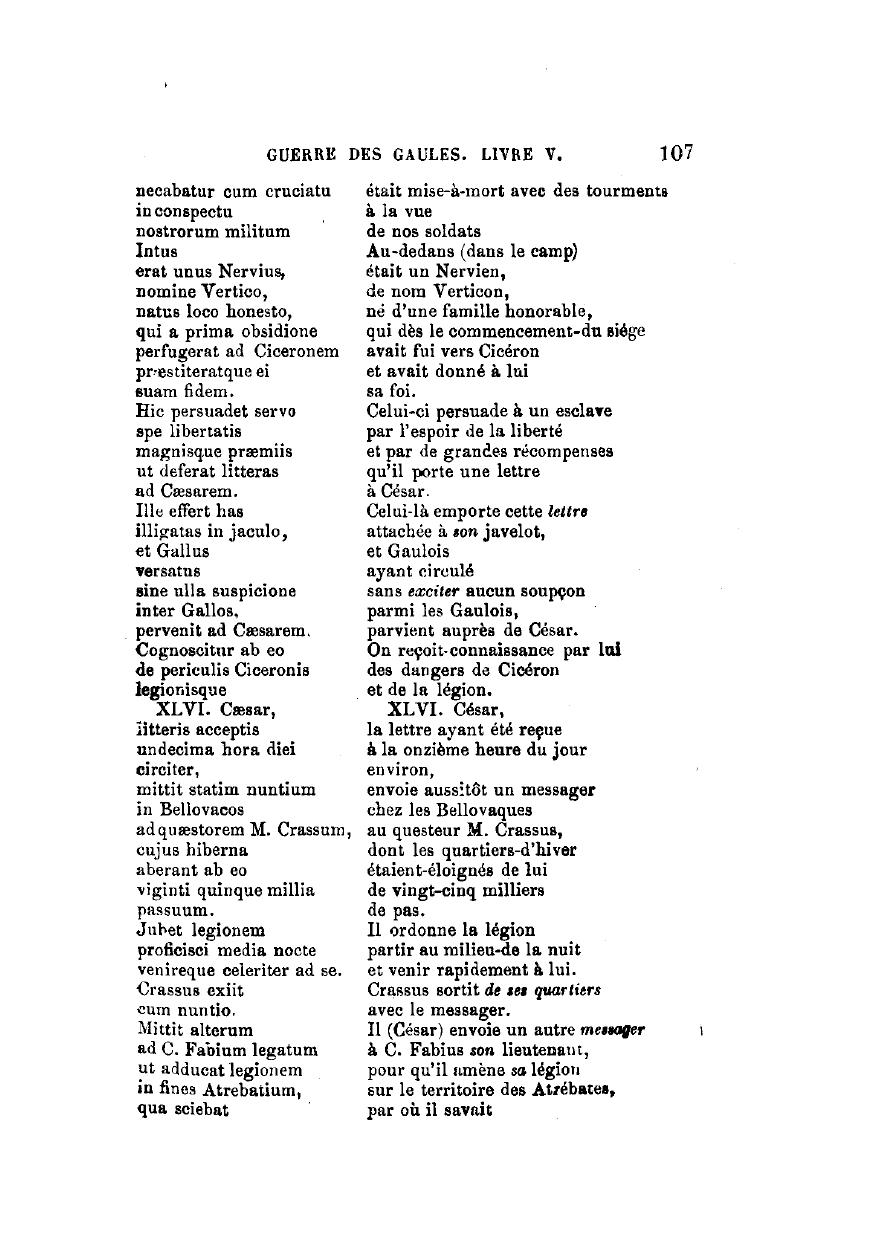 GUERRE DES GAULES. LIVRE V. 107
necabatur cum cruciatu était mise-à-mort avec des tourments
in conspectu à la vue
nostrorum militum de nos soldats
Intus Au-dedans (dans le camp)
erat unus Nervius, était un Nervien,
nomine Vertico, de nom Verticon,
natus loco honesto, né d'une famille honorable,
qui a prima obsidione qui dès le commencement-du siége
perfugerat ad Ciceronem avait fui vers Cicéron
præstiteratque ei et avait donné à lui
suam fidem. sa foi.
Hic persuadet servo Celui-ci persuade à un esclave
spe libertatis par l'espoir de la liberté
magnisque præmiis et par de grandes récompenses
ut deferat litteras qu'il porte une lettre
ad Cæsarem. à César.
Ille effert has Celui-là emporte cette lettre
illigatas in jaculo, attachée à son javelot,
et Gallus et Gaulois
versatus ayant circulé
sine ulla suspicione sans exciter aucun soupçon
inter Gallos, parmi les Gaulois,
pervenit ad Cæsarem. parvient auprès de César.
Cognoscitur ab eo On reçoit-connaissance par lui
de periculis Ciceronis des dangers de Cicéron
legionisque et de la légion.
XLVI. Cæsar, XLVI. César,
litteris acceptis la lettre ayant été reçue
undecima hora diei à la onzième heure du jour
circiter, environ,
mittit statim nuntium envoie aussitôt un messager
in Bellovacos chez les Bellovaques
ad quæstorem M. Crassum, au questeur M. Crassus,
cujus hiberna dont les quartiers-d'hiver
aberant ab eo étaient-éloignés de lui
viginti quinque millia de vingt-cinq milliers
passuum. de pas.
Jubet legionem Il ordonne la légion
proficisci media nocte partir au milieu-de la nuit
venireque celeriter ad se. et venir rapidement à lui.
Crassus exiit Crassus sortit de ses quartiers
cum nuntio. avec le messager.
Mittit alterum Il (César) envoie un autre messager
ad C. Fabium legatum à C. Fabius son lieutenant,
ut adducat legionem pour qu'il amène sa légion
in fines Atrebatium, sur le territoire des Atrébates,
qua sciebat par où il savait